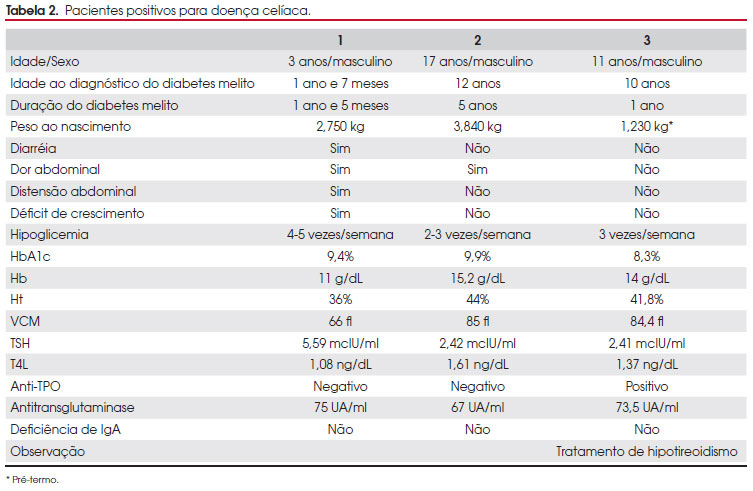 Tabela 2. Pacientes positivos para doença celíaca.
1 2 3
Idade/Sexo 3 anos/masculino 17 anos/masculino 11 anos/masculino
Idade ao diagnóstico do diabetes melito 1 ano e 7 meses 12 anos 10 anos
Duração do diabetes melito 1 ano e 5 meses 5 anos 1 ano
Peso ao nascimento 2,750 kg 3,840 kg 1,230 kg*
Diarréia Sim Não Não
Dor abdominal Sim Sim Não
Distensão abdominal Sim Não Não
Déficit de crescimento Sim Não Não
Hipoglicemia 4-5 vezes/semana 2-3 vezes/semana 3 vezes/semana
HbA1c 9,4% 9,9% 8,3%
Hb 11 g/dL 15,2 g/dL 14 g/dL
Ht 36% 44% 41,8%
VCM 66 fl 85 fl 84,4 fl
TSH 5,59 mcIU/ml 2,42 mcIU/ml 2,41 mcIU/ml
T4L 1,08 ng/dL 1,61 ng/dL 1,37 ng/dL
Anti-TPO Negativo Negativo Positivo
Antitransglutaminase 75 UA/ml 67 UA/ml 73,5 UA/ml
Deficiência de IgA Não Não Não
Observação Tratamento de hipotireoidismo
* Pré-termo.